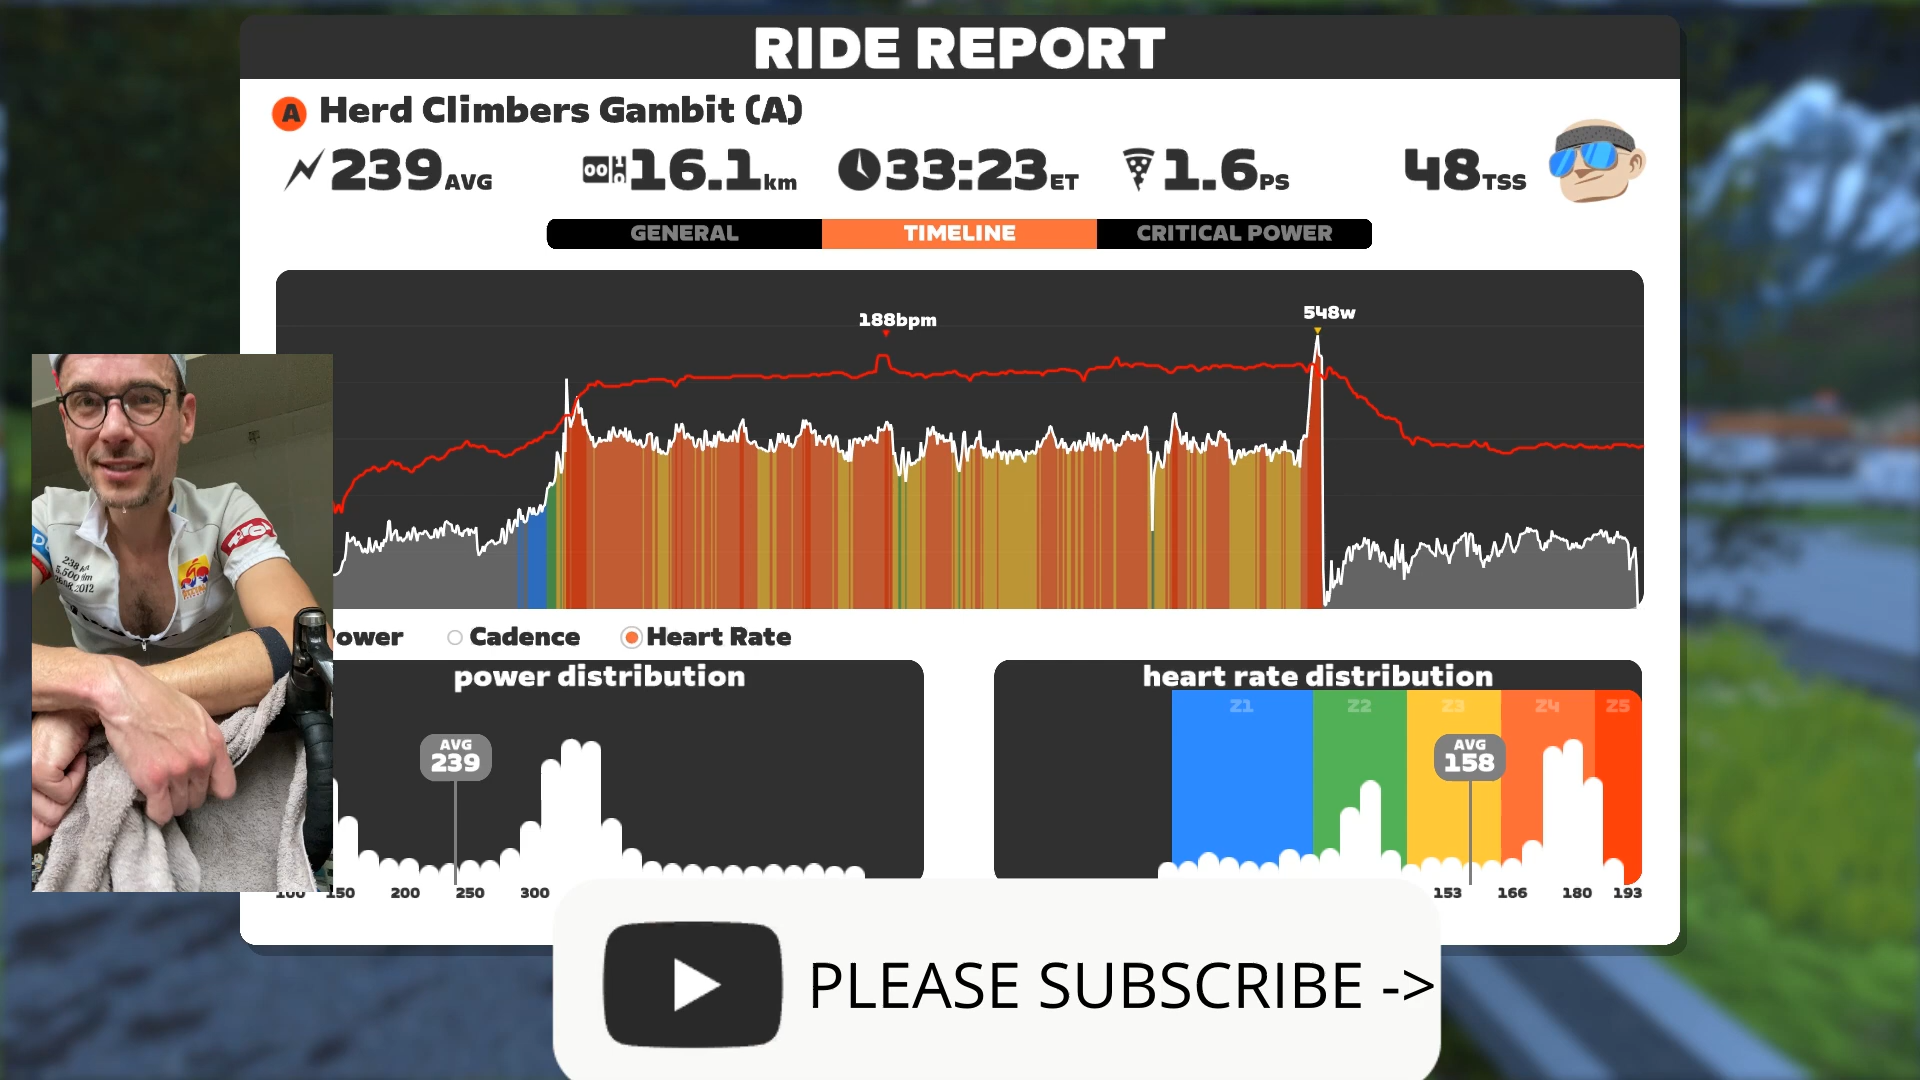 RIDE REPORT
A Herd Climbers Gambit (A)
239AVG 16.1km 33:23ET 1.6PS 48TSS
GENERAL TIMELINE CRITICAL POWER
188bpm 548w
ower Cadence Heart Rate
power distribution
AVG
239
100 150 200 250 300
heart rate distribution
Z1 Z2 Z3 Z4 Z5
AVG
158
153 166 180 193
PLEASE SUBSCRIBE ->